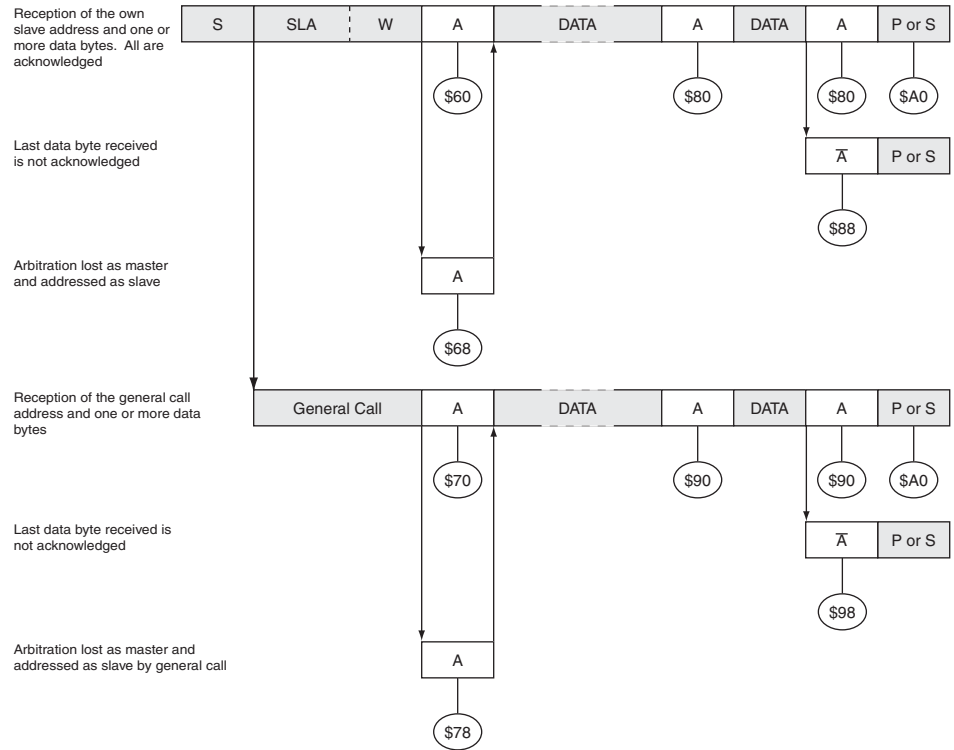 Reception of the own
slave address and one or
more data bytes. All are
acknowledged
S SLA W A DATA A DATA A P or S
$60 $80 $80 $A0
Last data byte received
is not acknowledged
A̅ P or S
$88
Arbitration lost as master
and addressed as slave
A
$68
Reception of the general call
address and one or more data
bytes
General Call A DATA A DATA A P or S
$70 $90 $90 $A0
Last data byte received is
not acknowledged
A̅ P or S
$98
Arbitration lost as master and
addressed as slave by general call
A
$78